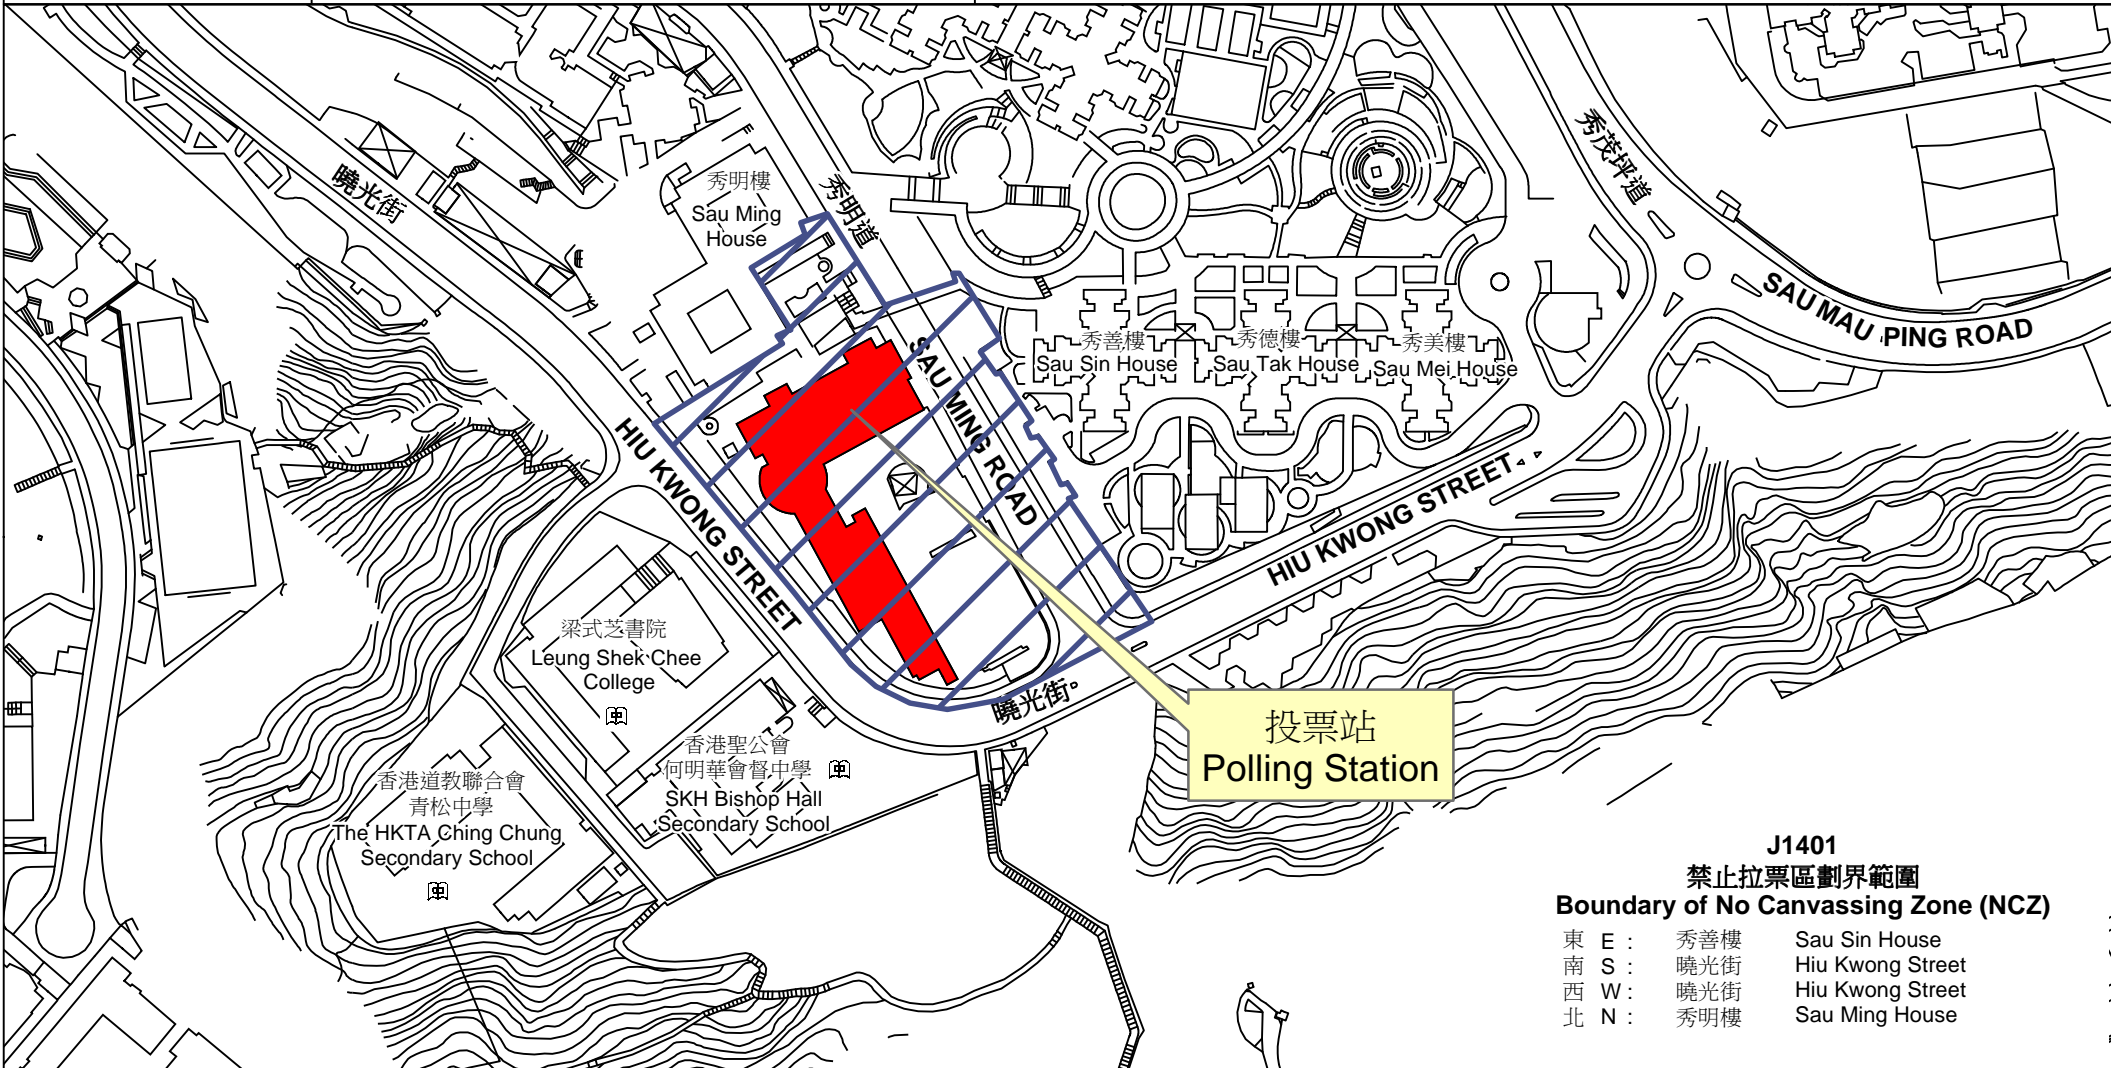 曉光街
秀明樓
Sau Ming
House
秀明道
秀茂坪道
SAU MAU PING ROAD
秀善樓
Sau Sin House
秀德樓
Sau Tak House
秀美樓
Sau Mei House
SAU MING ROAD
HIU KWONG STREET
HIU KWONG STREET
梁式芝書院
Leung Shek Chee
College
中
曉光街
投票站
Polling Station
香港聖公會
何明華會督中學
中
SKH Bishop Hall
Secondary School
香港道教聯合會
青松中學
The HKTA Ching Chung
Secondary School
中
J1401
禁止拉票區劃界範圍
Boundary of No Canvassing Zone (NCZ)
東 E : 秀善樓 Sau Sin House
南 S : 曉光街 Hiu Kwong Street
西 W : 曉光街 Hiu Kwong Street
北 N : 秀明樓 Sau Ming House